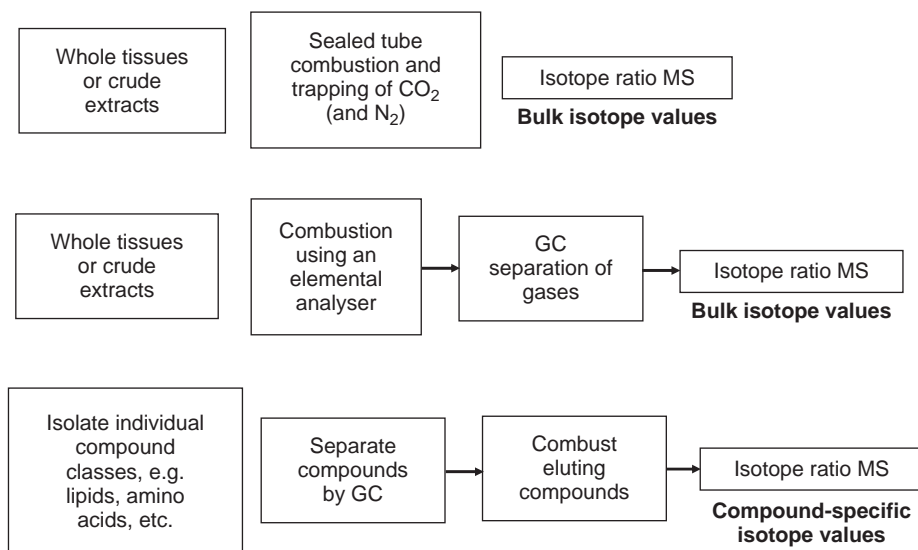 Whole tissues
or crude
extracts
Sealed tube
combustion and
trapping of CO₂
(and N₂)
Isotope ratio MS
Bulk isotope values
Whole tissues
or crude
extracts
Combustion
using an
elemental
analyser
GC
separation of
gases
Isotope ratio MS
Bulk isotope values
Isolate individual
compound
classes, e.g.
lipids, amino
acids, etc.
Separate
compounds
by GC
Combust
eluting
compounds
Isotope ratio MS
Compound-specific
isotope values